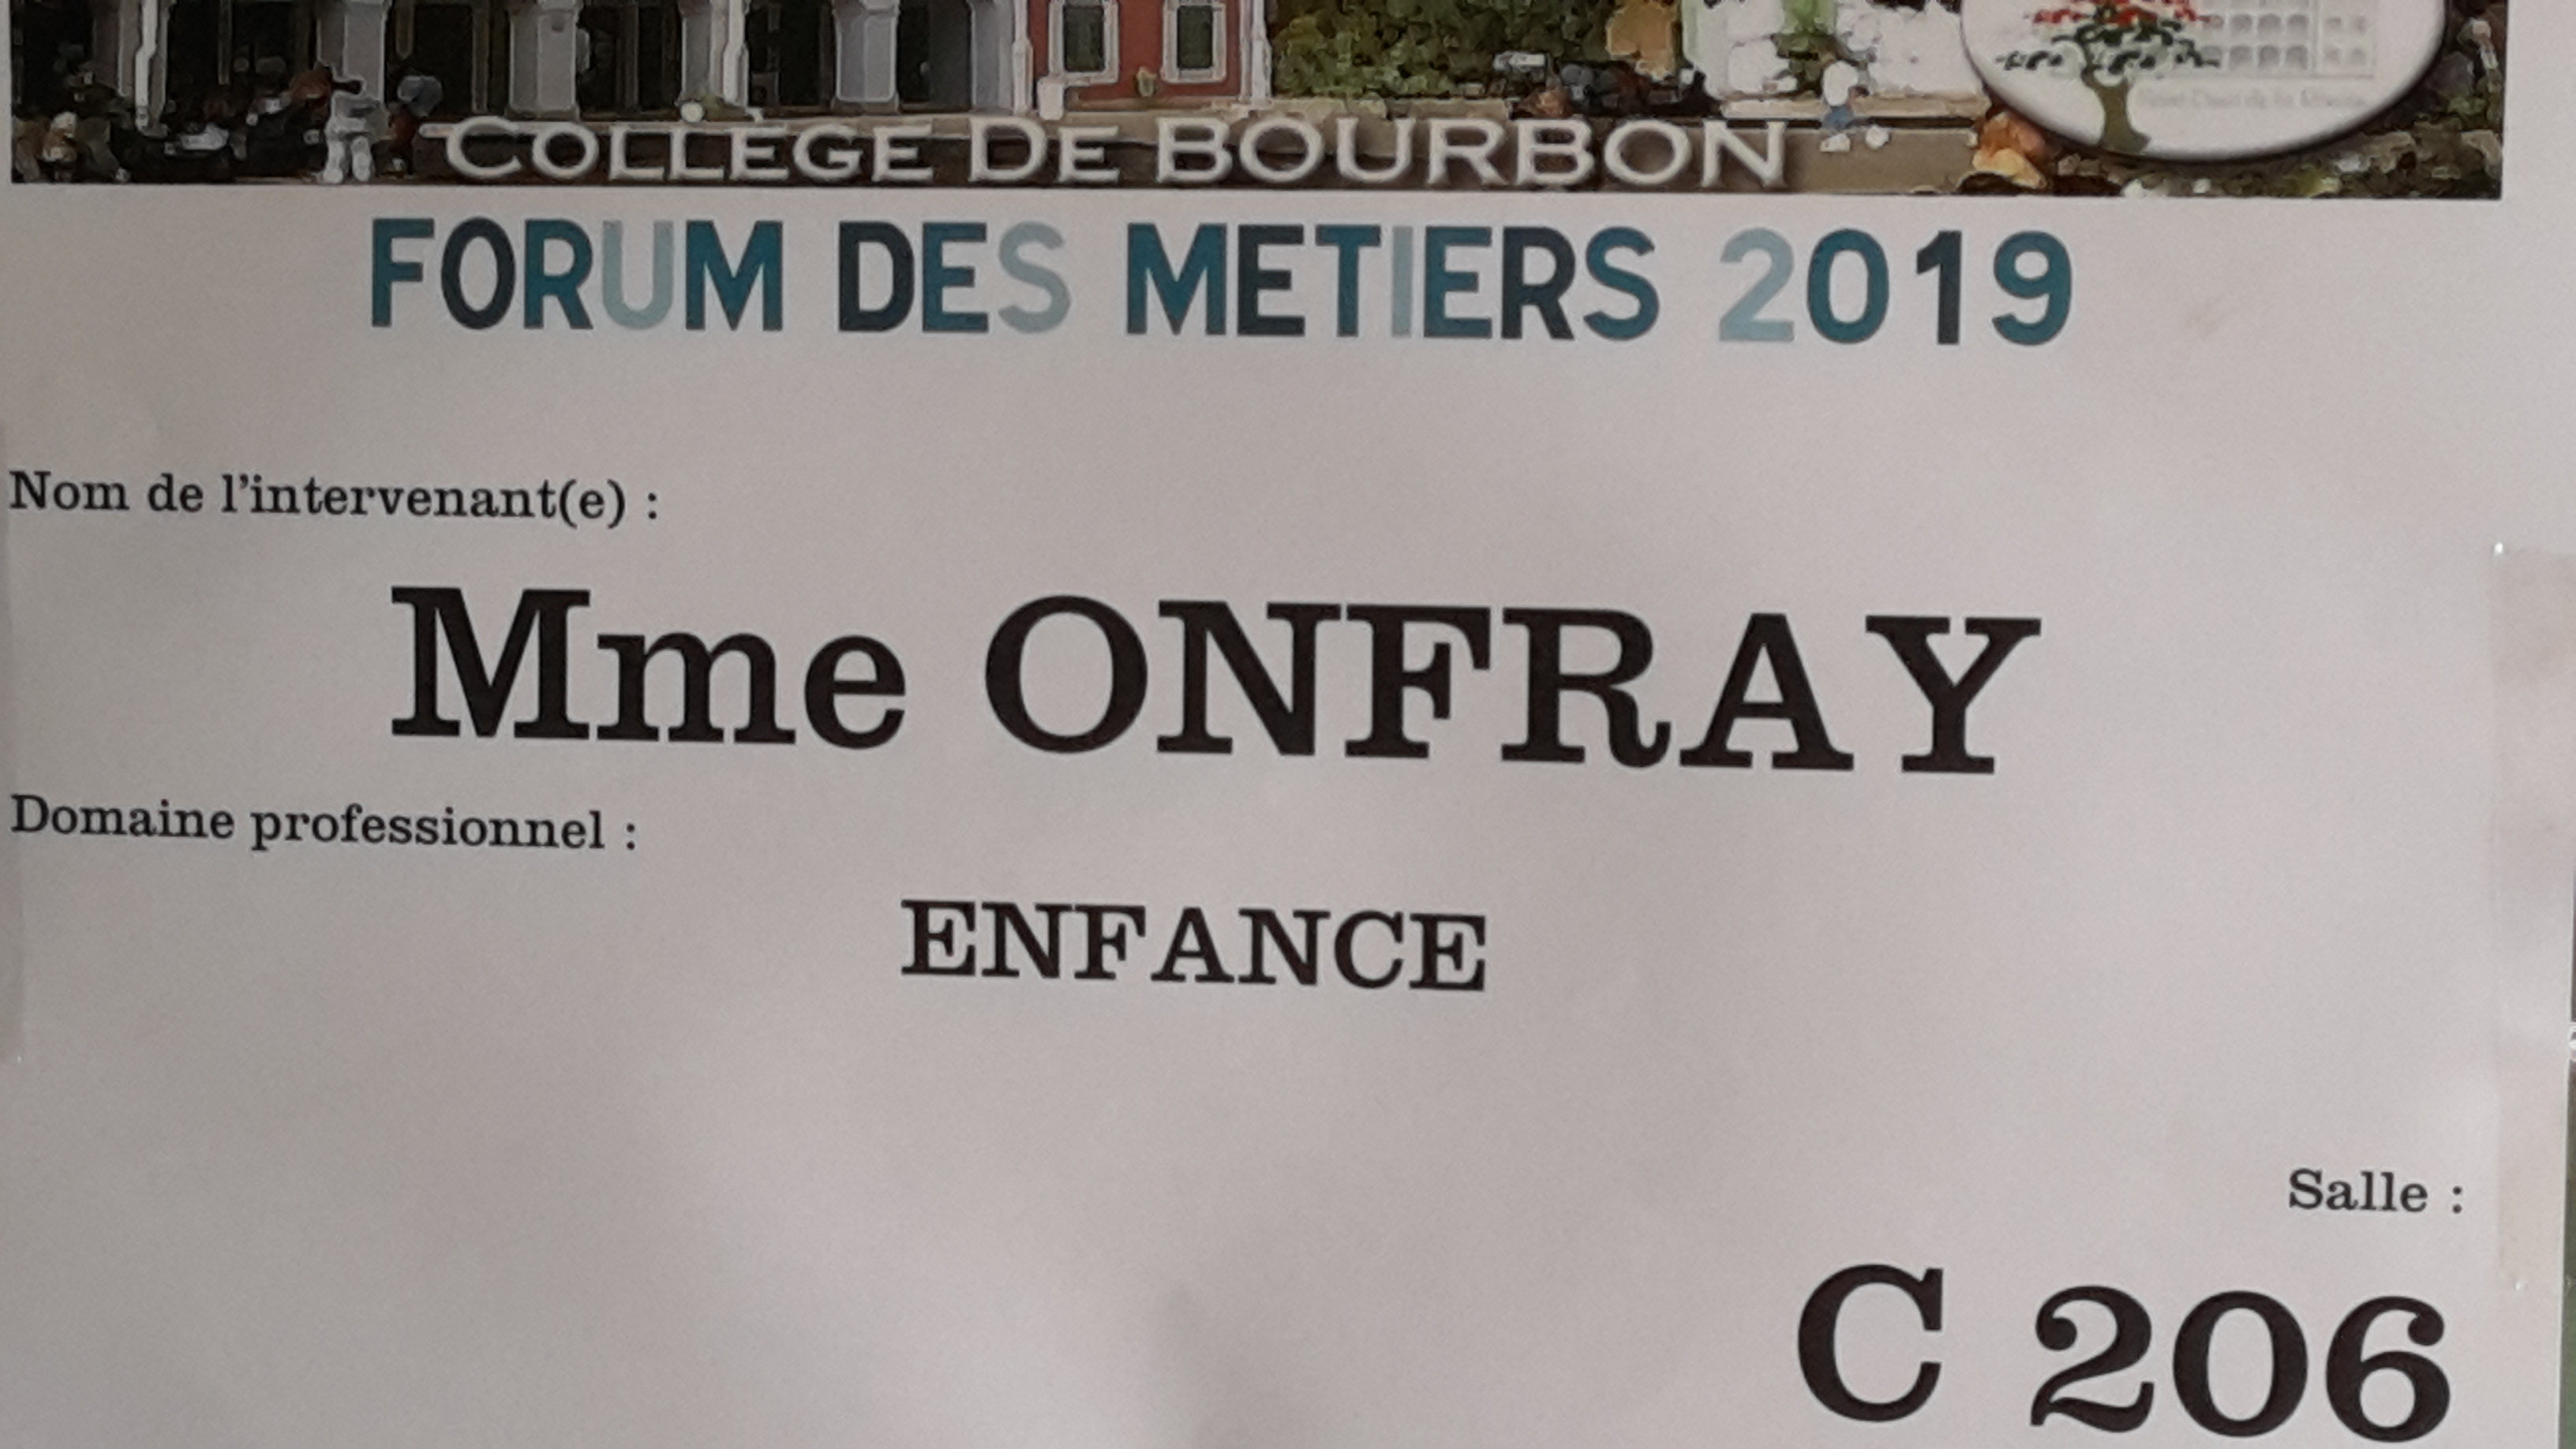 COLLÈGE DE BOURBON
FORUM DES METIERS 2019
Nom de l'intervenant(e) :
Mme ONFRAY
Domaine professionnel :
ENFANCE
Salle :
C 206